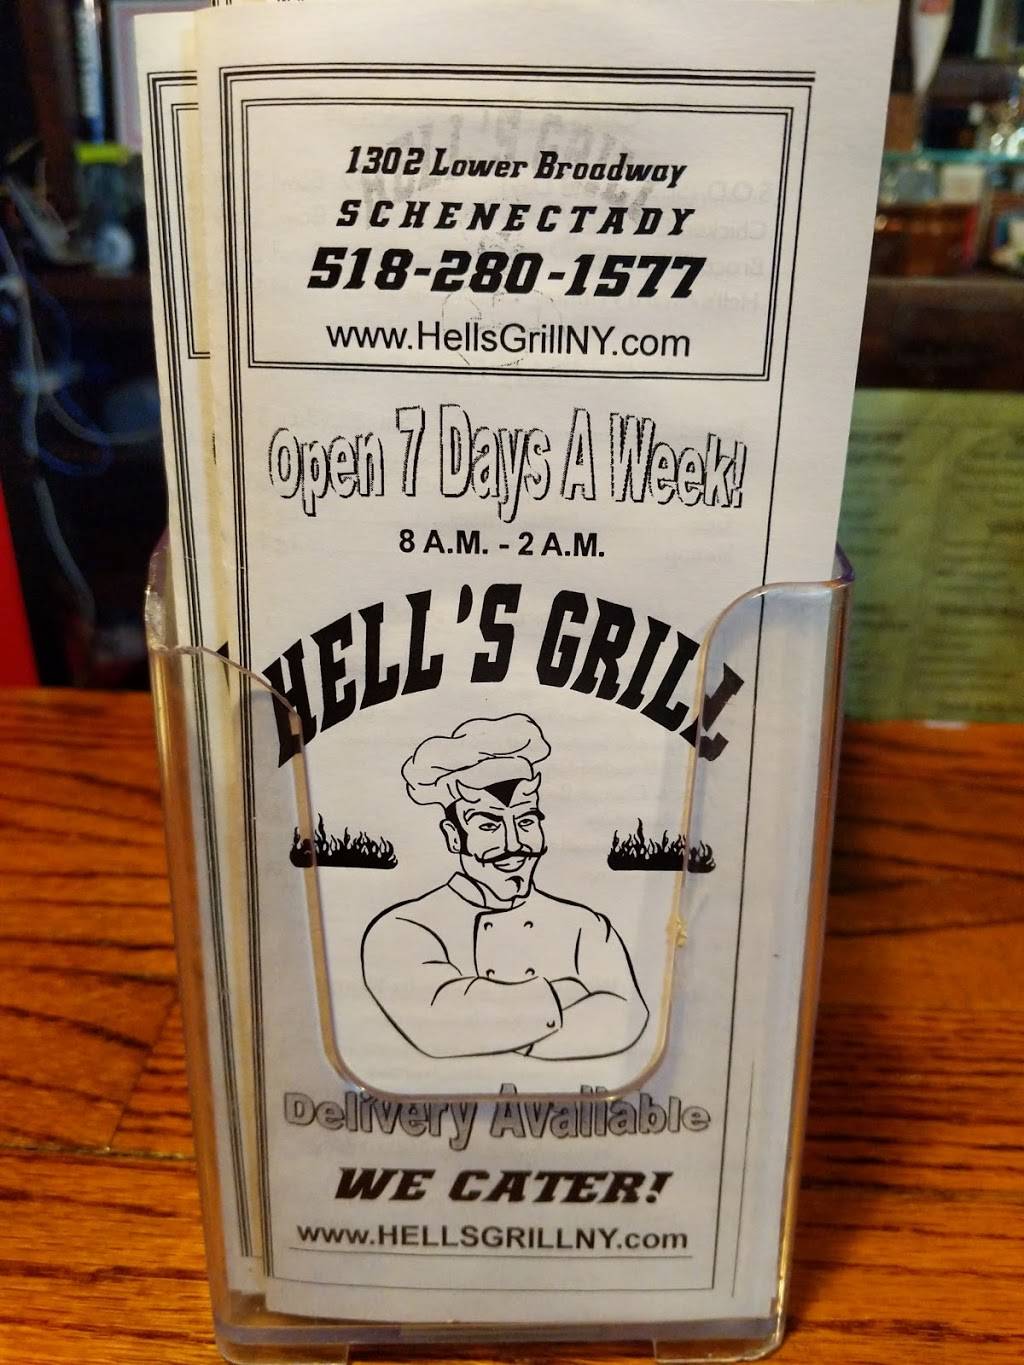 1302 Lower Broadway
SCHENECTADY
518-280-1577
www.HellsGrillNY.com
Open 7 Days A Week!
8 A.M. - 2 A.M.
HELL'S GRILL
Delivery Available
WE CATER!
www.HELLSGRILLNY.com